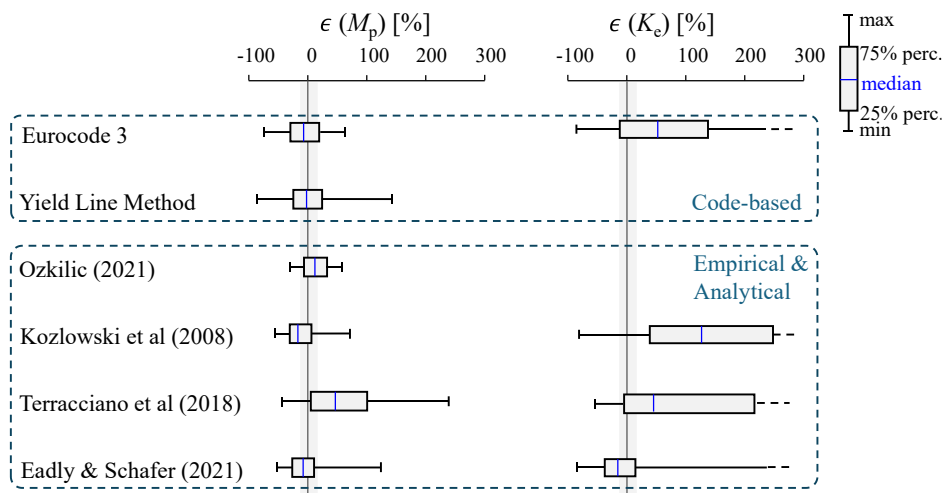 ϵ (Mp) [%]
ϵ (Ke) [%]
-100 0 100 200 300
-100 0 100 200 300
max
75% perc.
median
25% perc.
min
Eurocode 3
Yield Line Method
Code-based
Ozkilic (2021)
Empirical &
Analytical
Kozlowski et al (2008)
Terracciano et al (2018)
Eadly & Schafer (2021)